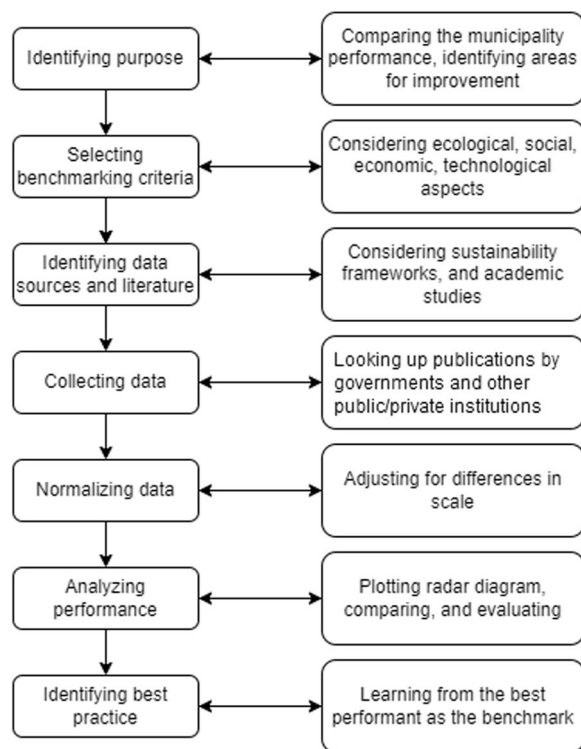 Identifying purpose
Comparing the municipality
performance, identifying areas
for improvement
Selecting
benchmarking criteria
Considering ecological, social,
economic, technological
aspects
Identifying data
sources and literature
Considering sustainability
frameworks, and academic
studies
Collecting data
Looking up publications by
governments and other
public/private institutions
Normalizing data
Adjusting for differences in
scale
Analyzing
performance
Plotting radar diagram,
comparing, and evaluating
Identifying best
practice
Learning from the best
performant as the benchmark